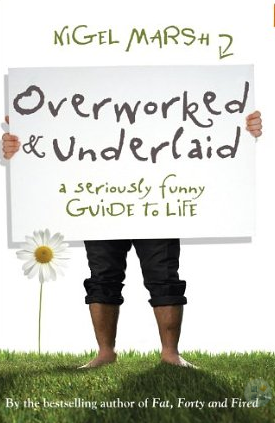 NiGEL MARSH
Overworked
& Underlaid
a seriously funny
GUiDE to LiFE
By the bestselling author of Fat, Forty and Fired